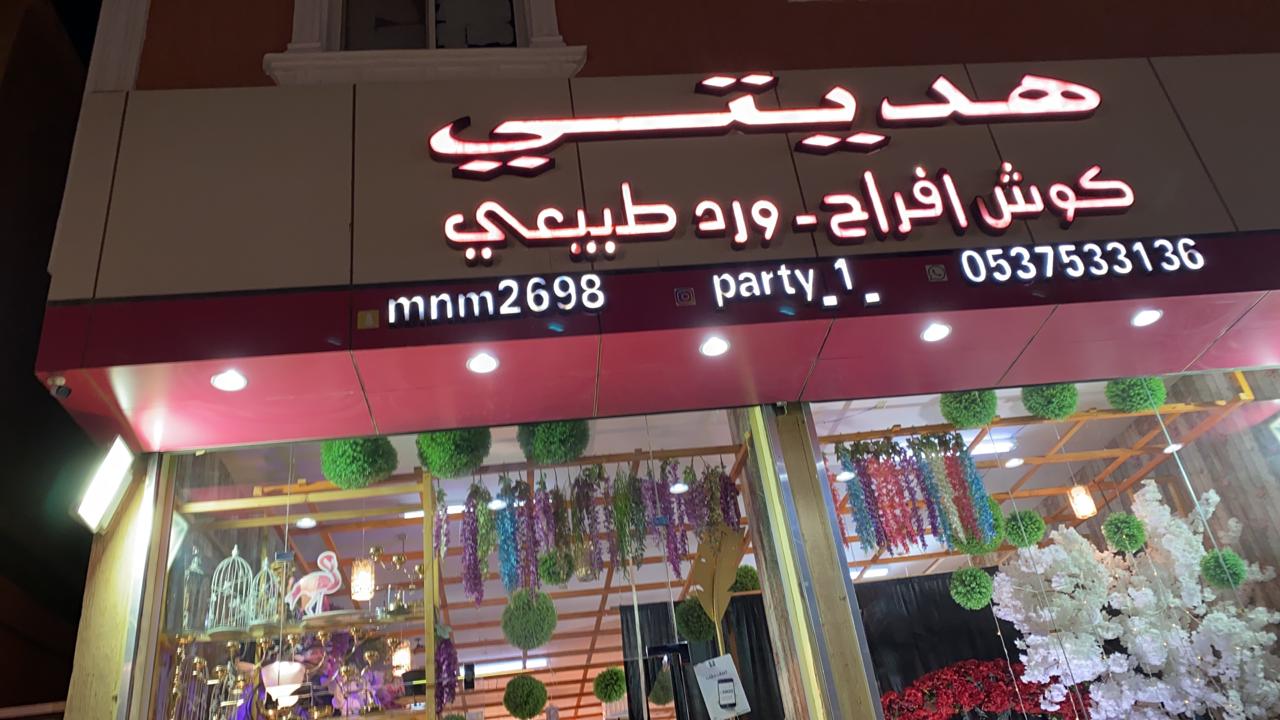 هديتي
كوش افراح - ورد طبيعي
mnm2698 party_1_ 0537533136